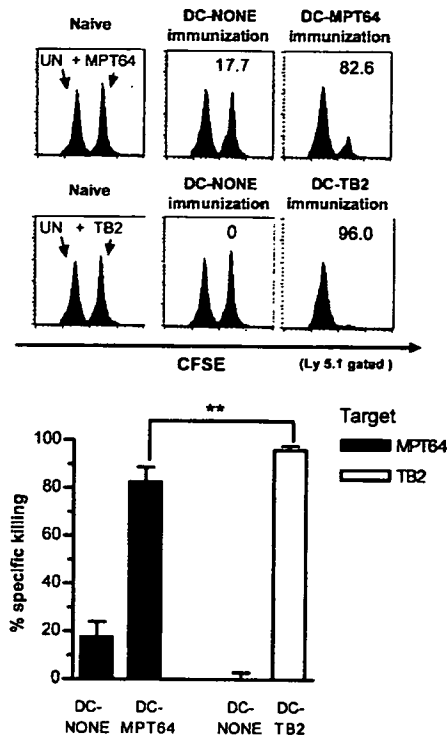 Naive
DC-NONE immunization
DC-MPT64 immunization
UN + MPT64
17.7
82.6
Naive
DC-NONE immunization
DC-TB2 immunization
UN + TB2
0
96.0
CFSE
(Ly 5.1 gated)
**
Target
MPT64
TB2
% specific killing
100
80
60
40
20
0
DC-NONE
DC-MPT64
DC-NONE
DC-TB2